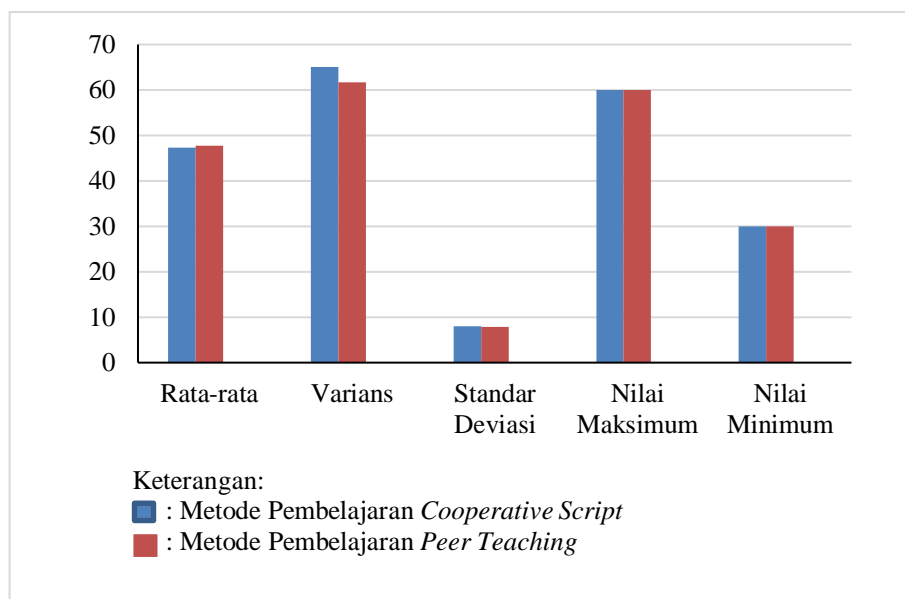 70
60
50
40
30
20
10
0
Rata-rata
Varians
Standar
Deviasi
Nilai
Maksimum
Nilai
Minimum
Keterangan:
: Metode Pembelajaran Cooperative Script
: Metode Pembelajaran Peer Teaching